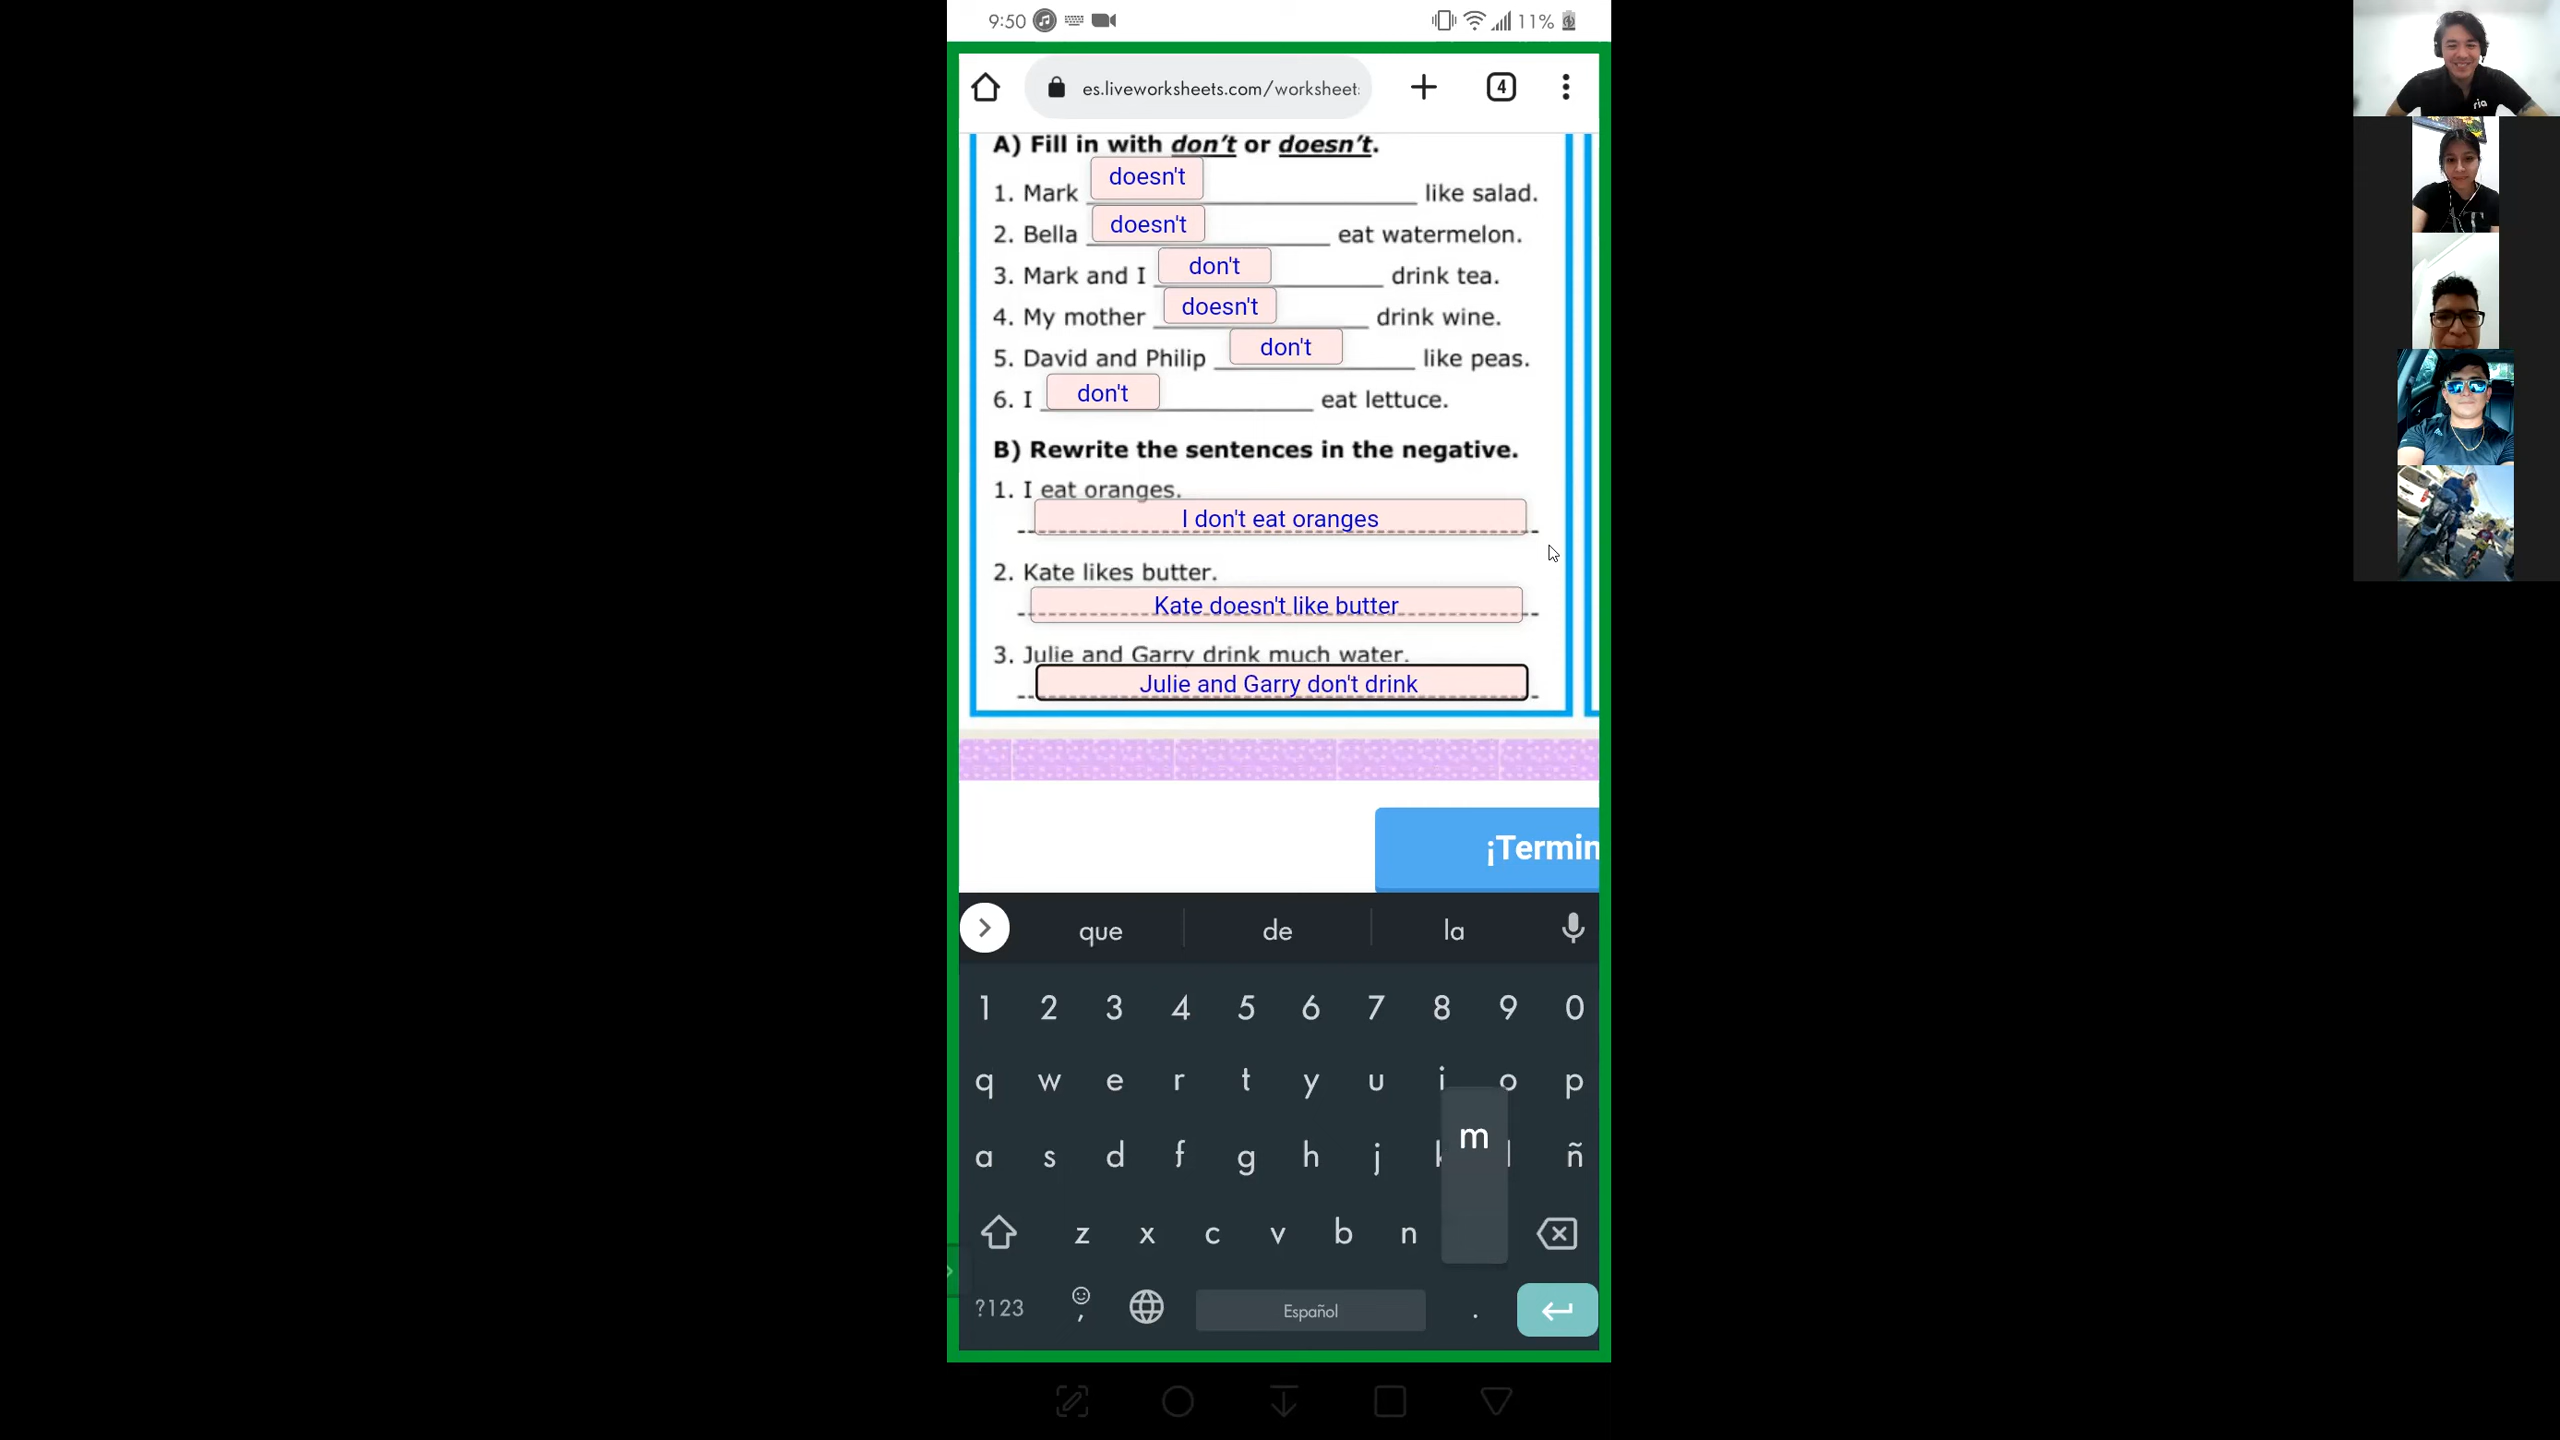 9:50 11%
es.liveworksheets.com/worksheet
4
A) Fill in with don't or doesn't.
1. Mark doesn't like salad.
2. Bella doesn't eat watermelon.
3. Mark and I don't drink tea.
4. My mother doesn't drink wine.
5. David and Philip don't like peas.
6. I don't eat lettuce.
B) Rewrite the sentences in the negative.
1. I eat oranges.
I don't eat oranges
2. Kate likes butter.
Kate doesn't like butter
3. Julie and Garry drink much water.
Julie and Garry don't drink
¡Termin
que de la
1 2 3 4 5 6 7 8 9 0
q w e r t y u i o p
a s d f g h j k l ñ
m
z x c v b n
?123 , Español .
ria